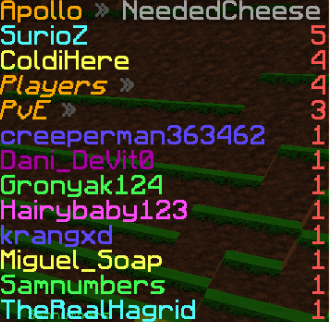 Apollo » NeededCheese
SurioZ 5
ColdiHere 4
Players » 4
PvE » 3
creeperman363462 1
Dani_DeVit0 1
Gronyak124 1
Hairybaby123 1
krangxd 1
Miguel_Soap 1
Samnumbers 1
TheRealHagrid 1